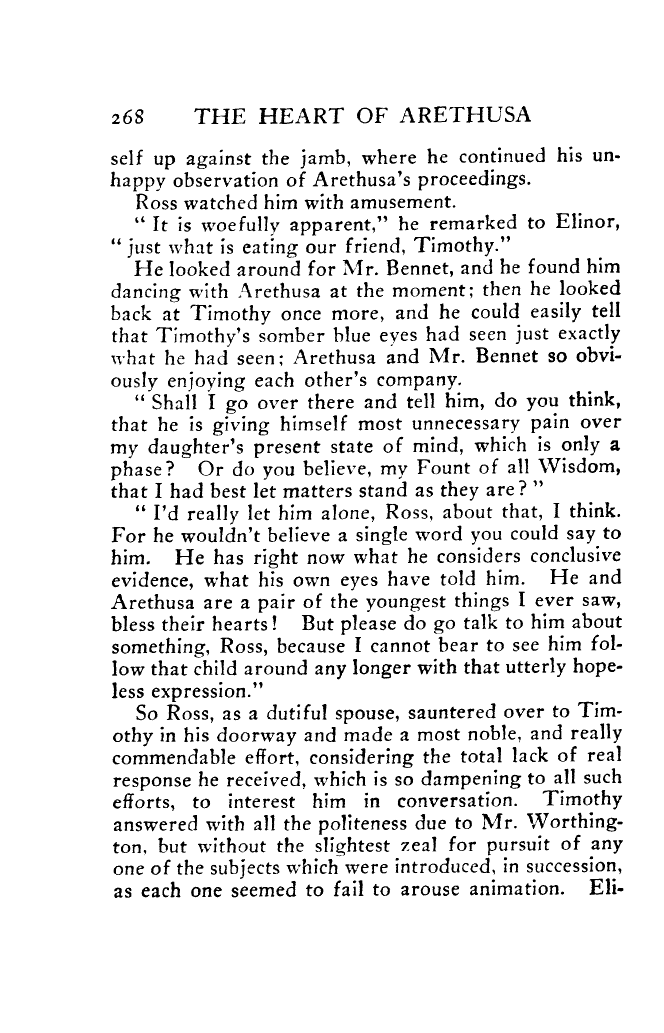 268 THE HEART OF ARETHUSA
self up against the jamb, where he continued his un-
happy observation of Arethusa's proceedings.
Ross watched him with amusement.
" It is woefully apparent," he remarked to Elinor,
" just what is eating our friend, Timothy."
He looked around for Mr. Bennet, and he found him
dancing with Arethusa at the moment; then he looked
back at Timothy once more, and he could easily tell
that Timothy's somber blue eyes had seen just exactly
what he had seen; Arethusa and Mr. Bennet so obvi-
ously enjoying each other's company.
" Shall I go over there and tell him, do you think,
that he is giving himself most unnecessary pain over
my daughter's present state of mind, which is only a
phase? Or do you believe, my Fount of all Wisdom,
that I had best let matters stand as they are? "
" I'd really let him alone, Ross, about that, I think.
For he wouldn't believe a single word you could say to
him. He has right now what he considers conclusive
evidence, what his own eyes have told him. He and
Arethusa are a pair of the youngest things I ever saw,
bless their hearts! But please do go talk to him about
something, Ross, because I cannot bear to see him fol-
low that child around any longer with that utterly hope-
less expression."
So Ross, as a dutiful spouse, sauntered over to Tim-
othy in his doorway and made a most noble, and really
commendable effort, considering the total lack of real
response he received, which is so dampening to all such
efforts, to interest him in conversation. Timothy
answered with all the politeness due to Mr. Worthing-
ton, but without the slightest zeal for pursuit of any
one of the subjects which were introduced, in succession,
as each one seemed to fail to arouse animation. Eli-